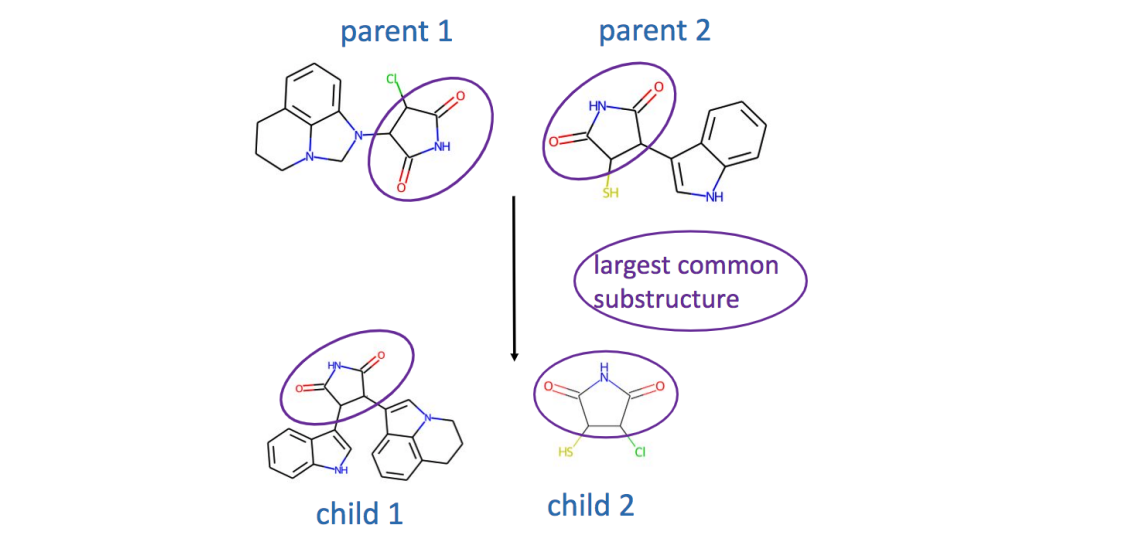 parent 1
parent 2
Cl
O
N
NH
N
O
HN
O
O
SH
NH
largest common
substructure
HN
O
O
N
NH
child 1
H
N
O
O
HS
Cl
child 2